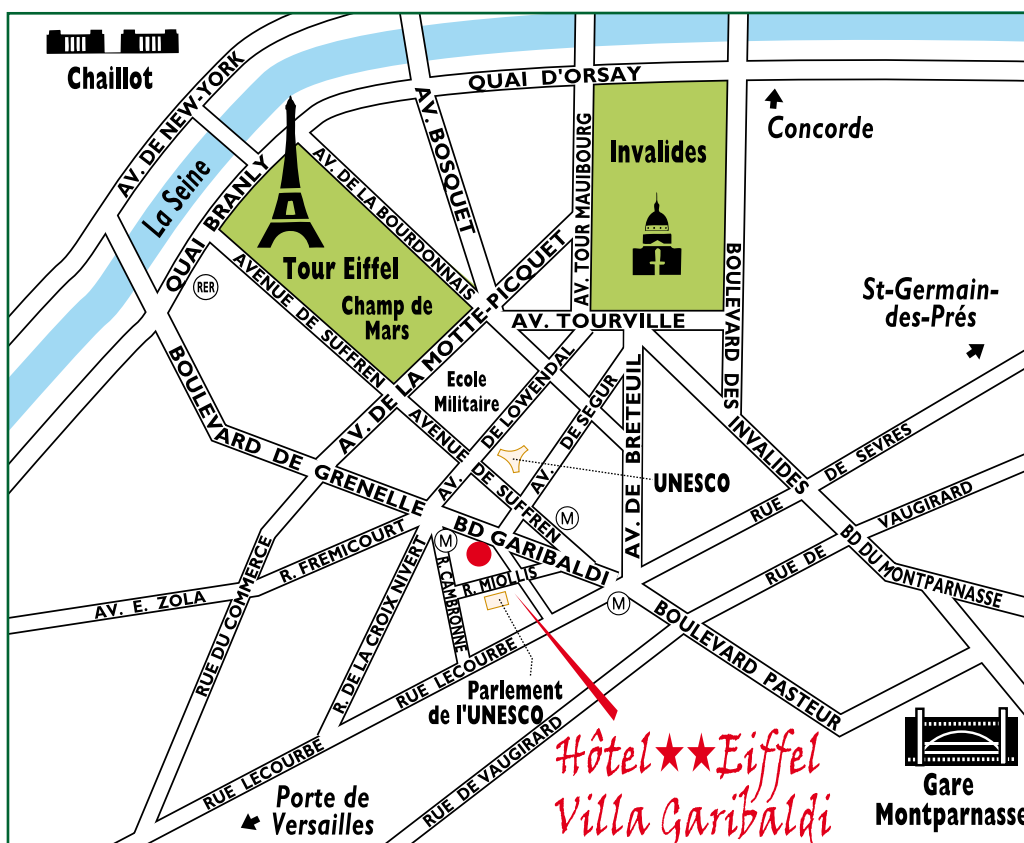 Chaillot
AV. DE NEW-YORK
La Seine
QUAI BRANLY
QUAI D'ORSAY
AV. BOSQUET
AV. DE LA BOURDONNAIS
AV. TOUR MAUIBOURG
Invalides
Concorde
Tour Eiffel
Champ de
Mars
RER
AVENUE DE SUFFREN
AV. DE LA MOTTE-PICQUET
AV. TOURVILLE
BOULEVARD DES INVALIDES
St-Germain-
des-Prés
BOULEVARD DE GRENELLE
Ecole
Militaire
AV. DE LOWENDAL
AV. DE SEGUR
AV. DE BRETEUIL
AVENUE DE SUFFREN
UNESCO
RUE DE SEVRES
RUE DE VAUGIRARD
BD DU MONTPARNASSE
M
M
M
BD GARIBALDI
R. FREMICOURT
AV. E. ZOLA
RUE DU COMMERCE
R. DE LA CROIX NIVERT
R. CAMBRONNE
R. MIOLLIS
RUE LECOURBE
RUE LECOURBE
BOULEVARD PASTEUR
Parlement
de l'UNESCO
RUE DE VAUGIRARD
Porte de
Versailles
Hôtel★★Eiffel
Villa Garibaldi
Gare
Montparnasse